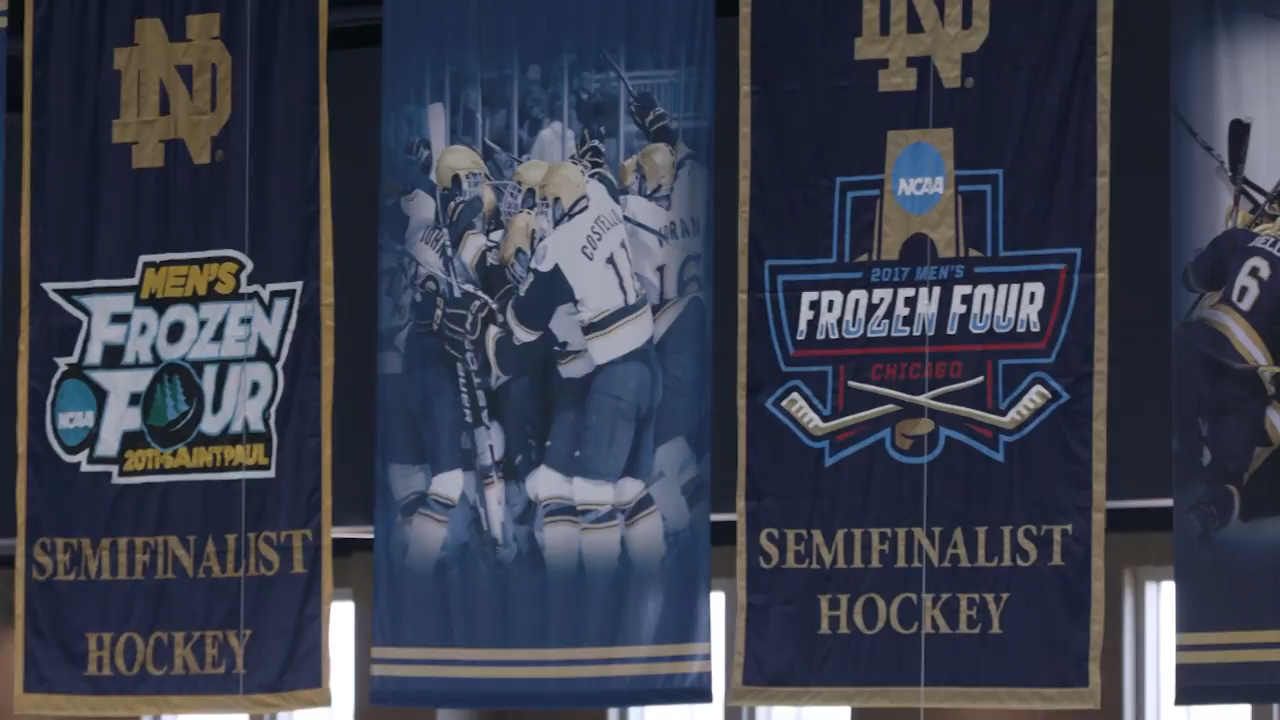 ND
MEN'S
FROZEN
FOUR
NCAA
2011 SAINT PAUL
SEMIFINALIST
HOCKEY
COSTELLO
16
ND
NCAA
2017 MEN'S
FROZEN FOUR
CHICAGO
SEMIFINALIST
HOCKEY
6